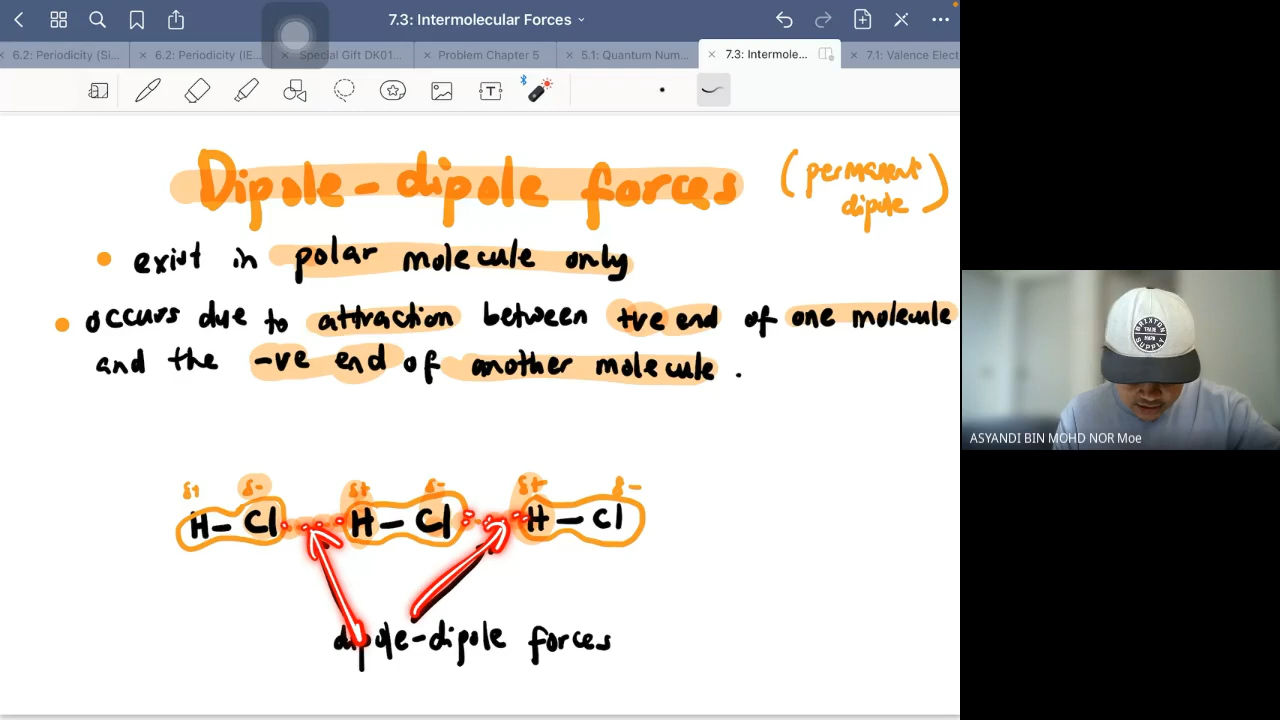 7.3: Intermolecular Forces
6.2: Periodicity (Si...
6.2: Periodicity (IE...
Special Gift DK01...
Problem Chapter 5
5.1: Quantum Num...
7.3: Intermole...
7.1: Valence Elect
T
Dipole-dipole forces
(permanent dipole)
• exist in polar molecule only
• occurs due to attraction between +ve end of one molecule
and the -ve end of another molecule.
δ+ δ- δ+ δ- δ+ δ-
H-Cl H-Cl H-Cl
dipole-dipole forces
BRIXTON
SUPPLY
ASYANDI BIN MOHD NOR Moe